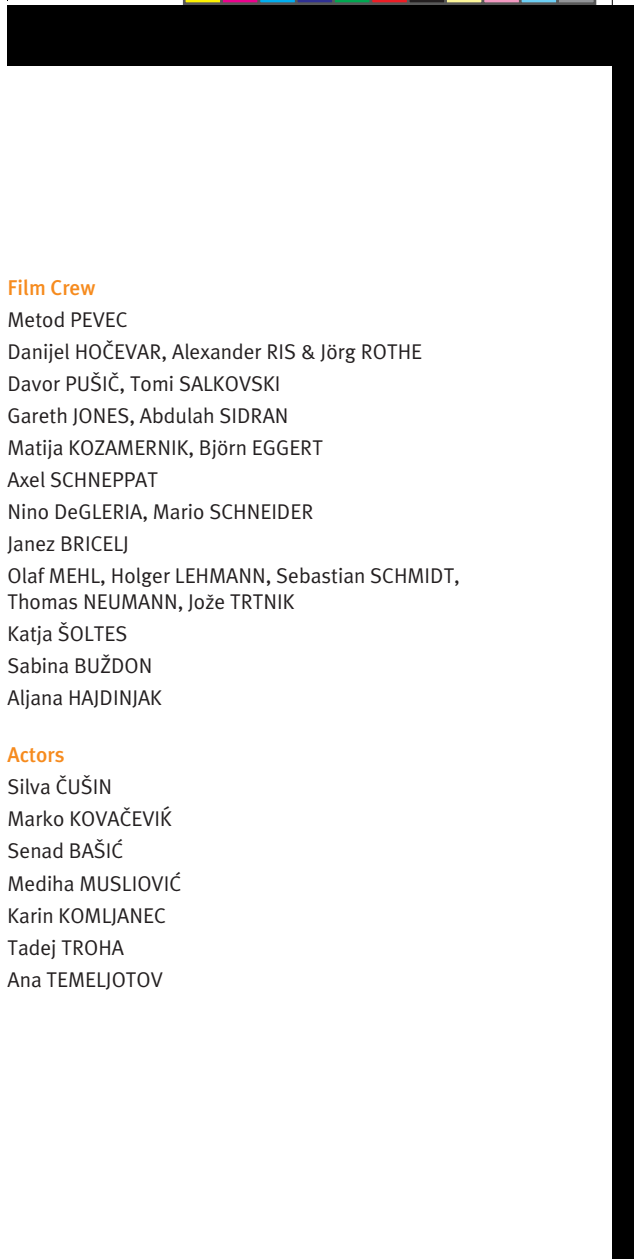 Film Crew
Metod PEVEC
Danijel HOČEVAR, Alexander RIS & Jörg ROTHE
Davor PUŠIČ, Tomi SALKOVSKI
Gareth JONES, Abdulah SIDRAN
Matija KOZAMERNIK, Björn EGGERT
Axel SCHNEPPAT
Nino DeGLERIA, Mario SCHNEIDER
Janez BRICELJ
Olaf MEHL, Holger LEHMANN, Sebastian SCHMIDT,
Thomas NEUMANN, Jože TRTNIK
Katja ŠOLTES
Sabina BUŽDON
Aljana HAJDINJAK
Actors
Silva ČUŠIN
Marko KOVAČEVIḰ
Senad BAŠIĆ
Mediha MUSLIOVIĆ
Karin KOMLJANEC
Tadej TROHA
Ana TEMELJOTOV